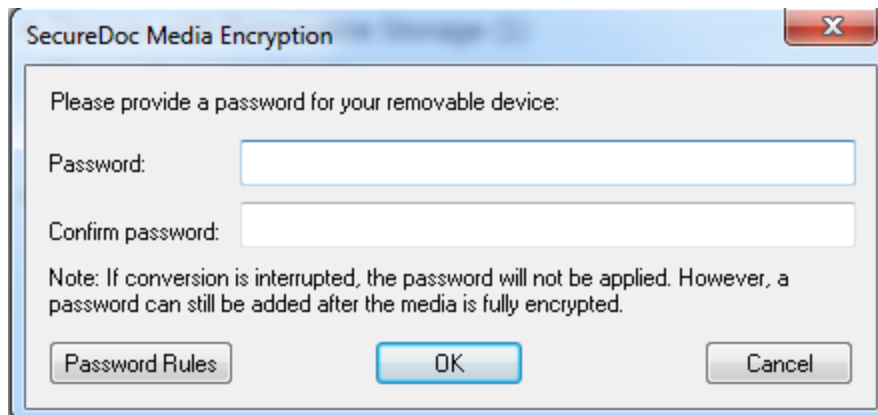 SecureDoc Media Encryption
Please provide a password for your removable device:
Password:
Confirm password:
Note: If conversion is interrupted, the password will not be applied. However, a
password can still be added after the media is fully encrypted.
Password Rules OK Cancel